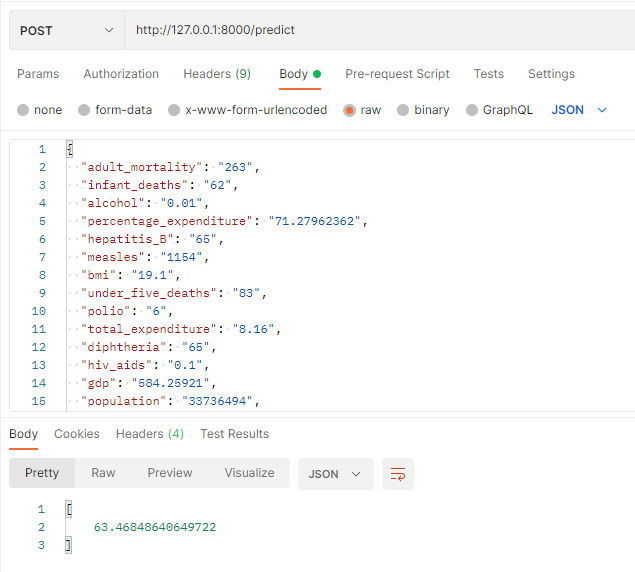 POST http://127.0.0.1:8000/predict
Params Authorization Headers (9) Body Pre-request Script Tests Settings
none form-data x-www-form-urlencoded raw binary GraphQL JSON
1 {
2 "adult_mortality": "263",
3 "infant_deaths": "62",
4 "alcohol": "0.01",
5 "percentage_expenditure": "71.27962362",
6 "hepatitis_B": "65",
7 "measles": "1154",
8 "bmi": "19.1",
9 "under_five_deaths": "83",
10 "polio": "6",
11 "total_expenditure": "8.16",
12 "diphtheria": "65",
13 "hiv_aids": "0.1",
14 "gdp": "584.25921",
15 "population": "33736494",
Body Cookies Headers (4) Test Results
Pretty Raw Preview Visualize JSON
1 [
2 63.46848640649722
3 ]